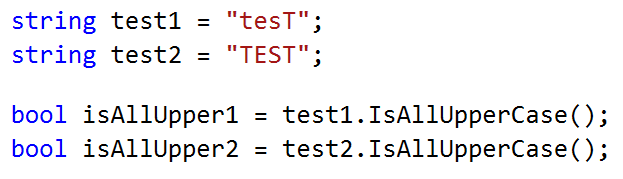 string test1 = "tesT";
string test2 = "TEST";
bool isAllUpper1 = test1.IsAllUpperCase();
bool isAllUpper2 = test2.IsAllUpperCase();